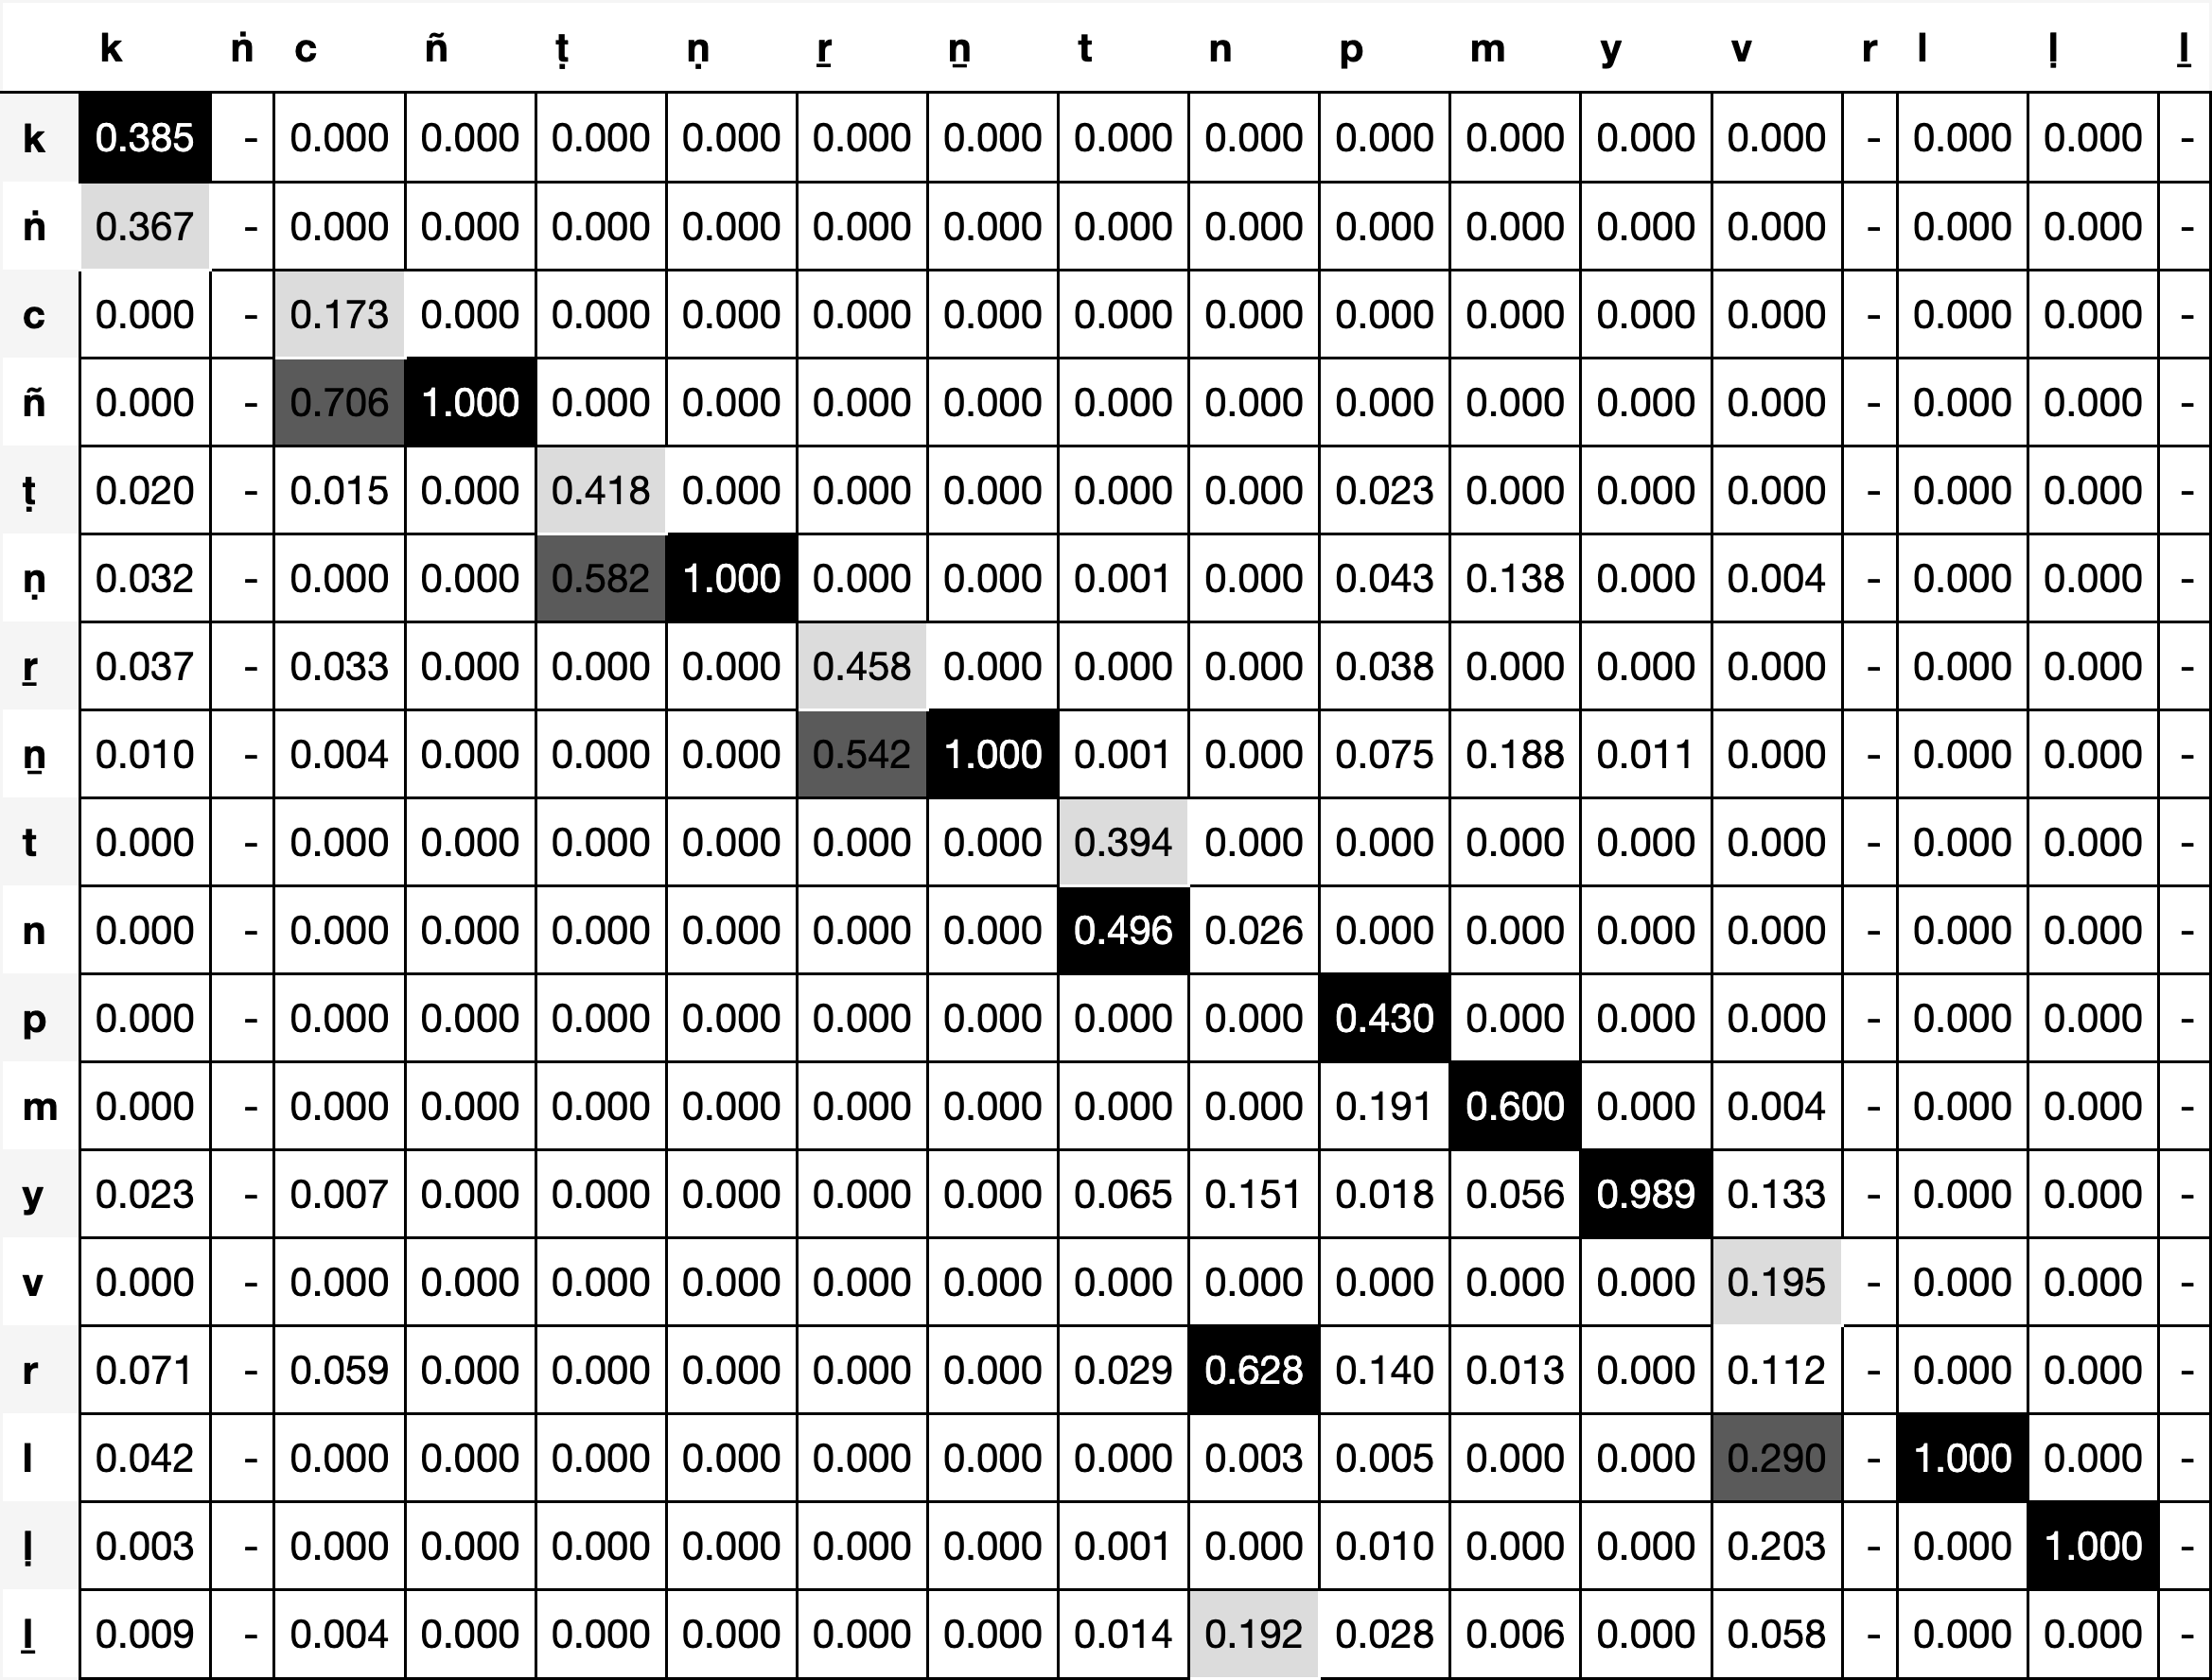 k ṅ c ñ ṭ ṇ ṟ ṉ t n p m y v r l ḷ ḻ
k 0.385 - 0.000 0.000 0.000 0.000 0.000 0.000 0.000 0.000 0.000 0.000 0.000 0.000 - 0.000 0.000 -
ṅ 0.367 - 0.000 0.000 0.000 0.000 0.000 0.000 0.000 0.000 0.000 0.000 0.000 0.000 - 0.000 0.000 -
c 0.000 - 0.173 0.000 0.000 0.000 0.000 0.000 0.000 0.000 0.000 0.000 0.000 0.000 - 0.000 0.000 -
ñ 0.000 - 0.706 1.000 0.000 0.000 0.000 0.000 0.000 0.000 0.000 0.000 0.000 0.000 - 0.000 0.000 -
ṭ 0.020 - 0.015 0.000 0.418 0.000 0.000 0.000 0.000 0.000 0.023 0.000 0.000 0.000 - 0.000 0.000 -
ṇ 0.032 - 0.000 0.000 0.582 1.000 0.000 0.000 0.001 0.000 0.043 0.138 0.000 0.004 - 0.000 0.000 -
ṟ 0.037 - 0.033 0.000 0.000 0.000 0.458 0.000 0.000 0.000 0.038 0.000 0.000 0.000 - 0.000 0.000 -
ṉ 0.010 - 0.004 0.000 0.000 0.000 0.542 1.000 0.001 0.000 0.075 0.188 0.011 0.000 - 0.000 0.000 -
t 0.000 - 0.000 0.000 0.000 0.000 0.000 0.000 0.394 0.000 0.000 0.000 0.000 0.000 - 0.000 0.000 -
n 0.000 - 0.000 0.000 0.000 0.000 0.000 0.000 0.496 0.026 0.000 0.000 0.000 0.000 - 0.000 0.000 -
p 0.000 - 0.000 0.000 0.000 0.000 0.000 0.000 0.000 0.000 0.430 0.000 0.000 0.000 - 0.000 0.000 -
m 0.000 - 0.000 0.000 0.000 0.000 0.000 0.000 0.000 0.000 0.191 0.600 0.000 0.004 - 0.000 0.000 -
y 0.023 - 0.007 0.000 0.000 0.000 0.000 0.000 0.065 0.151 0.018 0.056 0.989 0.133 - 0.000 0.000 -
v 0.000 - 0.000 0.000 0.000 0.000 0.000 0.000 0.000 0.000 0.000 0.000 0.000 0.195 - 0.000 0.000 -
r 0.071 - 0.059 0.000 0.000 0.000 0.000 0.000 0.029 0.628 0.140 0.013 0.000 0.112 - 0.000 0.000 -
l 0.042 - 0.000 0.000 0.000 0.000 0.000 0.000 0.000 0.003 0.005 0.000 0.000 0.290 - 1.000 0.000 -
ḷ 0.003 - 0.000 0.000 0.000 0.000 0.000 0.000 0.001 0.000 0.010 0.000 0.000 0.203 - 0.000 1.000 -
ḻ 0.009 - 0.004 0.000 0.000 0.000 0.000 0.000 0.014 0.192 0.028 0.006 0.000 0.058 - 0.000 0.000 -